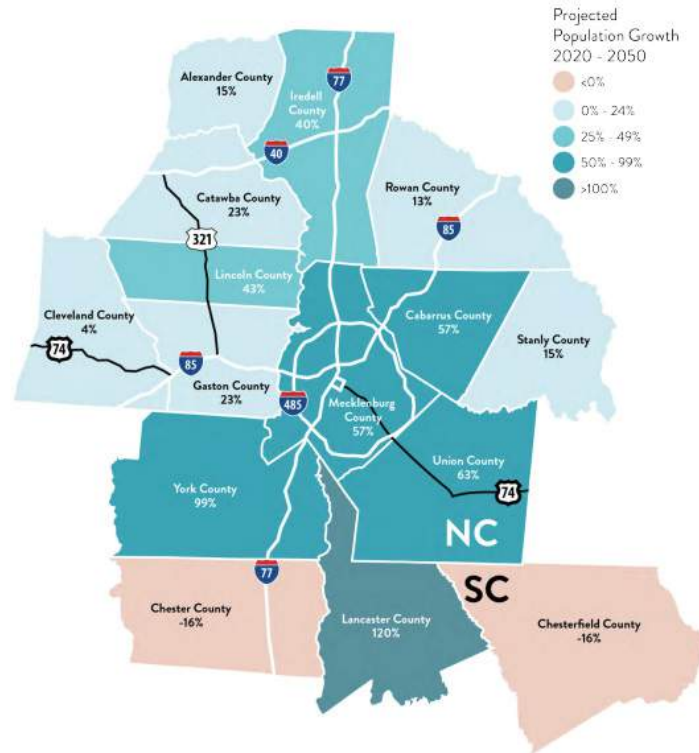 Projected
Population Growth
2020 - 2050
<0%
0% - 24%
25% - 49%
50% - 99%
>100%
Alexander County
15%
77
Iredell
County
40%
40
Catawba County
23%
Rowan County
13%
321
85
Lincoln County
43%
Cleveland County
4%
74
Cabarrus County
57%
Stanly County
15%
85
Gaston County
23%
485
Mecklenburg
County
57%
Union County
63%
74
York County
99%
NC
77
SC
Chester County
-16%
Lancaster County
120%
Chesterfield County
-16%